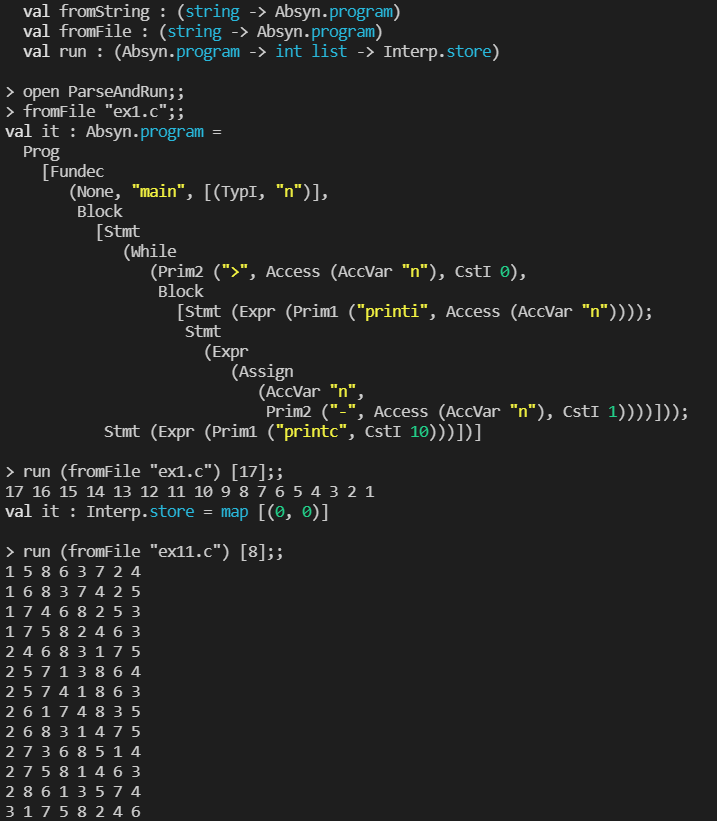 val fromString : (string -> Absyn.program)
  val fromFile : (string -> Absyn.program)
  val run : (Absyn.program -> int list -> Interp.store)

> open ParseAndRun;;
> fromFile "ex1.c";;
val it : Absyn.program =
  Prog
    [Fundec
       (None, "main", [(TypI, "n")],
        Block
          [Stmt
             (While
                (Prim2 (">", Access (AccVar "n"), CstI 0),
                 Block
                   [Stmt (Expr (Prim1 ("printi", Access (AccVar "n"))));
                    Stmt
                      (Expr
                         (Assign
                            (AccVar "n",
                             Prim2 ("-", Access (AccVar "n"), CstI 1))))]));
           Stmt (Expr (Prim1 ("printc", CstI 10)))])]

> run (fromFile "ex1.c") [17];;
17 16 15 14 13 12 11 10 9 8 7 6 5 4 3 2 1
val it : Interp.store = map [(0, 0)]

> run (fromFile "ex11.c") [8];;
1 5 8 6 3 7 2 4
1 6 8 3 7 4 2 5
1 7 4 6 8 2 5 3
1 7 5 8 2 4 6 3
2 4 6 8 3 1 7 5
2 5 7 1 3 8 6 4
2 5 7 4 1 8 6 3
2 6 1 7 4 8 3 5
2 6 8 3 1 4 7 5
2 7 3 6 8 5 1 4
2 7 5 8 1 4 6 3
2 8 6 1 3 5 7 4
3 1 7 5 8 2 4 6